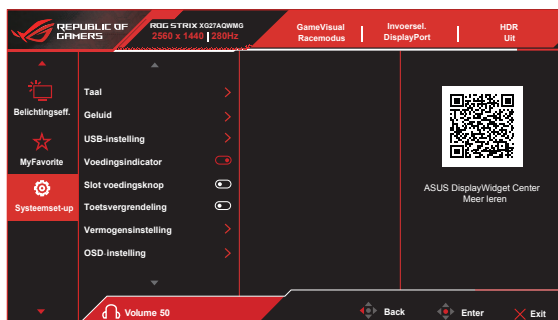 REPUBLIC OF
GAMERS
ROG STRIX XG27AQWMG
2560 x 1440 | 280Hz
GameVisual
Racemodus
Invoersel.
DisplayPort
HDR
Uit
Belichtingseff.
MyFavorite
Systeemset-up
Taal
Geluid
USB-instelling
Voedingsindicator
Slot voedingsknop
Toetsvergrendeling
Vermogensinstelling
OSD-instelling
ASUS DisplayWidget Center
Meer leren
Volume 50
Back
Enter
Exit